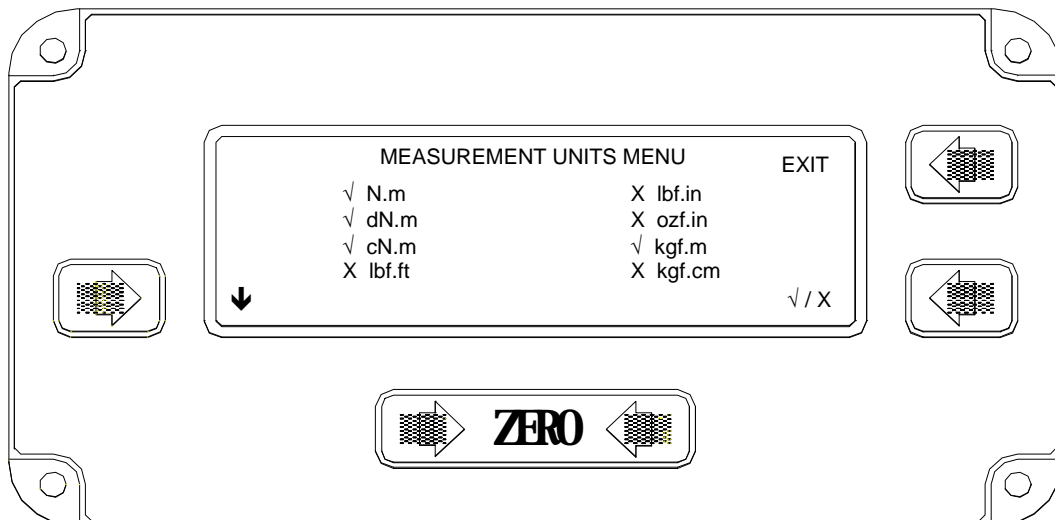 MEASUREMENT UNITS MENU
EXIT
√ N.m
√ dN.m
√ cN.m
X lbf.ft
X lbf.in
X ozf.in
√ kgf.m
X kgf.cm
√ / X
ZERO